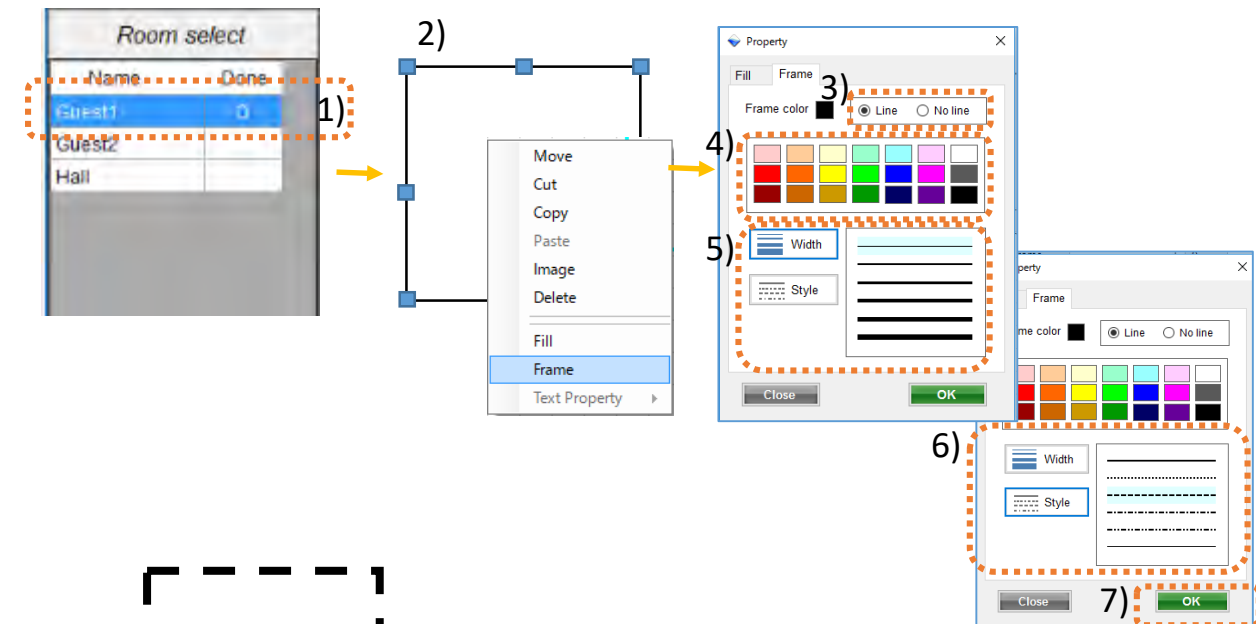 Room select
Name Done
Guest1 0
Guest2
Hall
1)
2)
Move
Cut
Copy
Paste
Image
Delete
Fill
Frame
Text Property
Property
Fill Frame
3)
Frame color Line No line
4)
5)
Width
Style
Close OK
perty
Frame
me color Line No line
6)
Width
Style
7)
Close OK